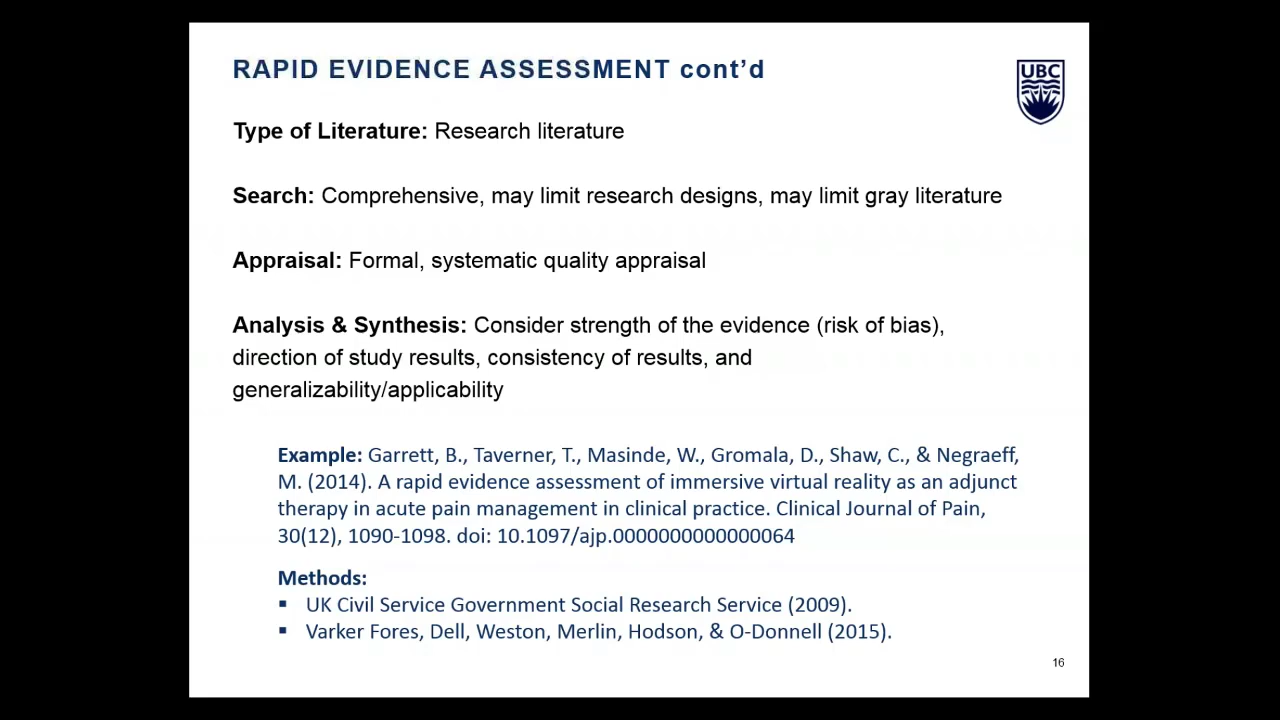 RAPID EVIDENCE ASSESSMENT cont’d
UBC
Type of Literature: Research literature
Search: Comprehensive, may limit research designs, may limit gray literature
Appraisal: Formal, systematic quality appraisal
Analysis & Synthesis: Consider strength of the evidence (risk of bias),
direction of study results, consistency of results, and
generalizability/applicability
Example: Garrett, B., Taverner, T., Masinde, W., Gromala, D., Shaw, C., & Negraeff,
M. (2014). A rapid evidence assessment of immersive virtual reality as an adjunct
therapy in acute pain management in clinical practice. Clinical Journal of Pain,
30(12), 1090-1098. doi: 10.1097/ajp.0000000000000064
Methods:
▪ UK Civil Service Government Social Research Service (2009).
▪ Varker Fores, Dell, Weston, Merlin, Hodson, & O-Donnell (2015).
16